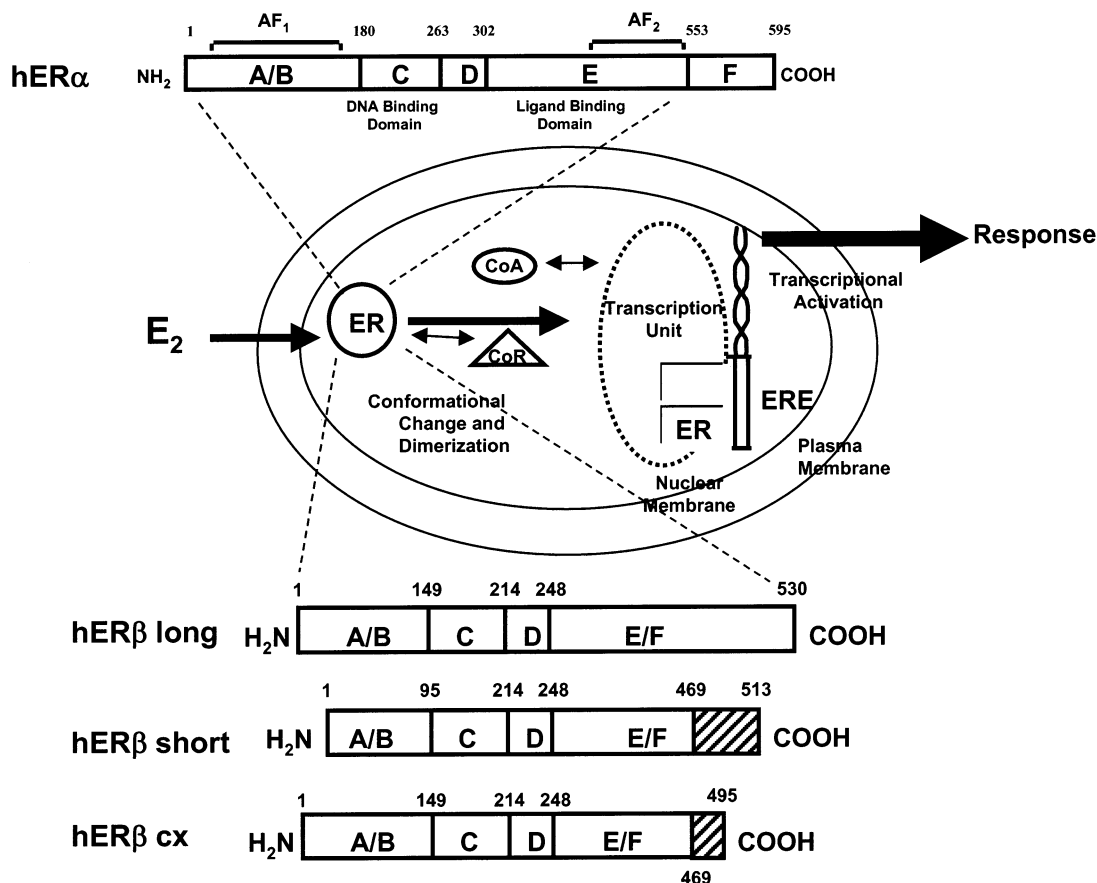 AF1 AF2
1 180 263 302 553 595
hERα NH2 A/B C D E F COOH
DNA Binding
Domain
Ligand Binding
Domain
Response
CoA
Transcriptional
Activation
Transcription
Unit
E2 ER
CoR
Conformational
Change and
Dimerization
ERE
ER
Plasma
Membrane
Nuclear
Membrane
1 149 214 248 530
hERβ long H2N A/B C D E/F COOH
1 95 214 248 469 513
hERβ short H2N A/B C D E/F COOH
1 149 214 248 495
hERβ cx H2N A/B C D E/F COOH
469